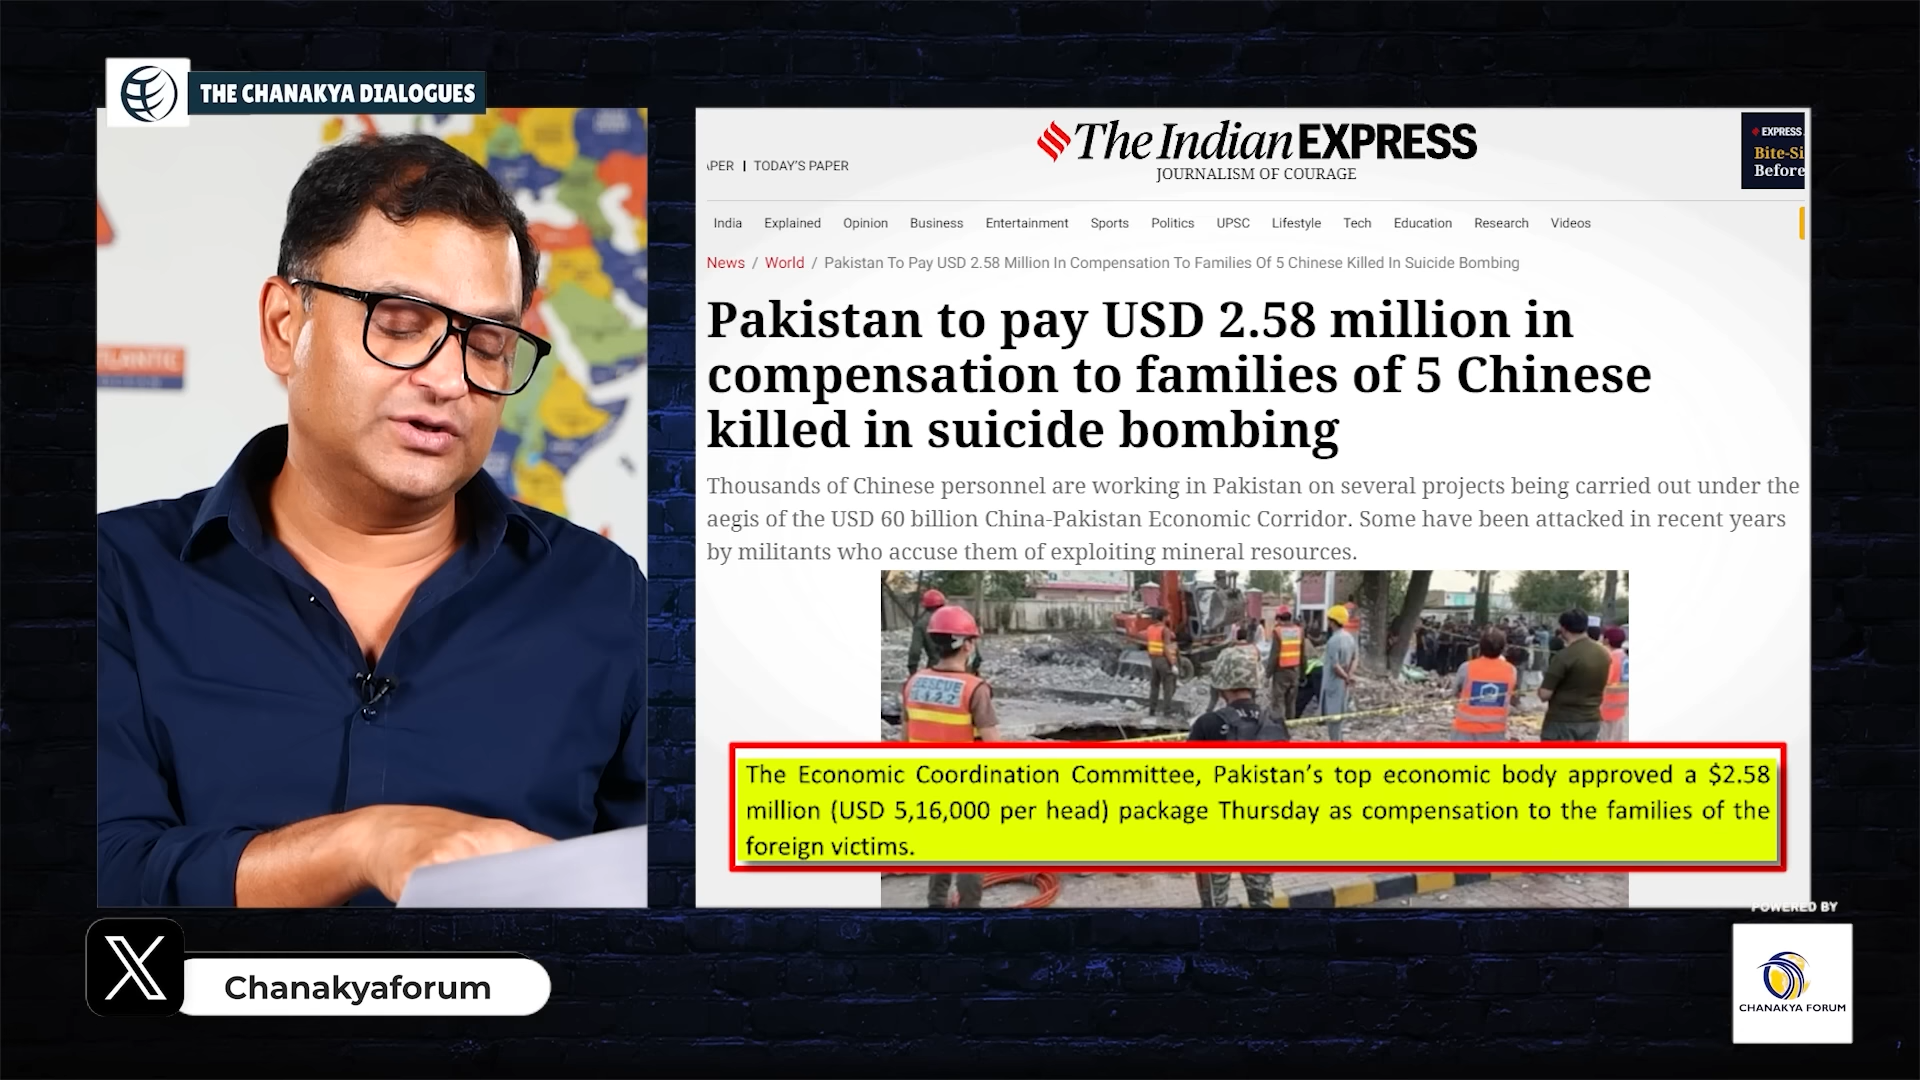 THE CHANAKYA DIALOGUES
The Indian EXPRESS
JOURNALISM OF COURAGE
TODAY'S PAPER
EXPRESS
Before
India Explained Opinion Business Entertainment Sports Politics UPSC Lifestyle Tech Education Research Videos
News / World / Pakistan To Pay USD 2.58 Million In Compensation To Families Of 5 Chinese Killed In Suicide Bombing
Pakistan to pay USD 2.58 million in
compensation to families of 5 Chinese
killed in suicide bombing
Thousands of Chinese personnel are working in Pakistan on several projects being carried out under the
aegis of the USD 60 billion China-Pakistan Economic Corridor. Some have been attacked in recent years
by militants who accuse them of exploiting mineral resources.
RESCUE
1122
The Economic Coordination Committee, Pakistan's top economic body approved a $2.58
million (USD 5,16,000 per head) package Thursday as compensation to the families of the
foreign victims.
POWERED BY
CHANAKYA FORUM
X
Chanakyaforum